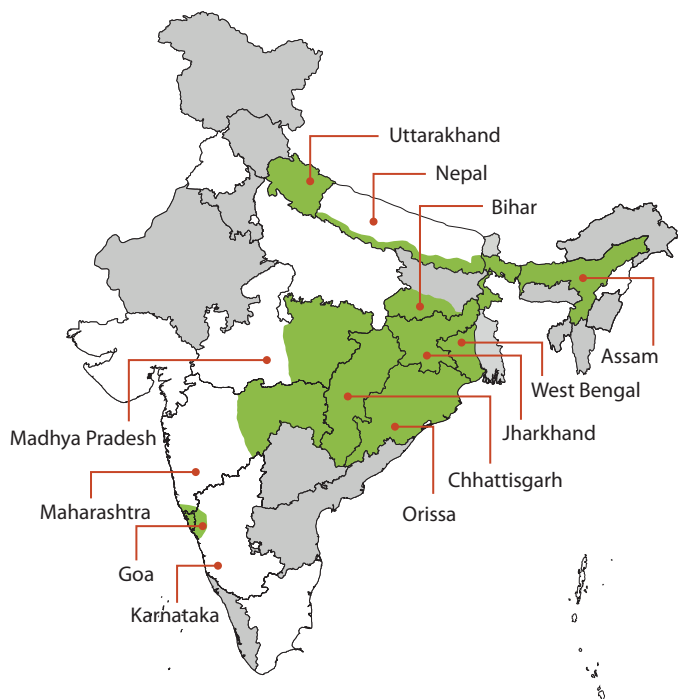 Uttarakhand
Nepal
Bihar
Assam
West Bengal
Madhya Pradesh
Jharkhand
Chhattisgarh
Maharashtra
Orissa
Goa
Karnataka